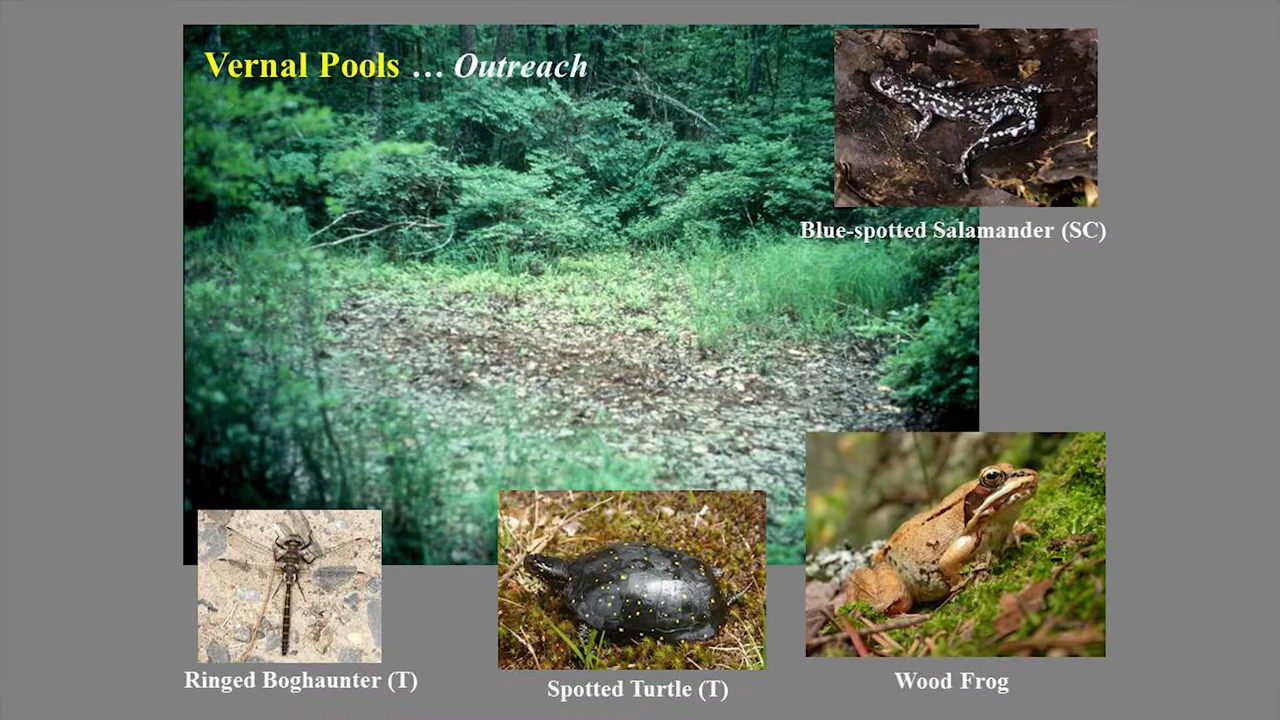 Vernal Pools ... Outreach
Blue-spotted Salamander (SC)
Ringed Boghaunter (T)
Spotted Turtle (T)
Wood Frog